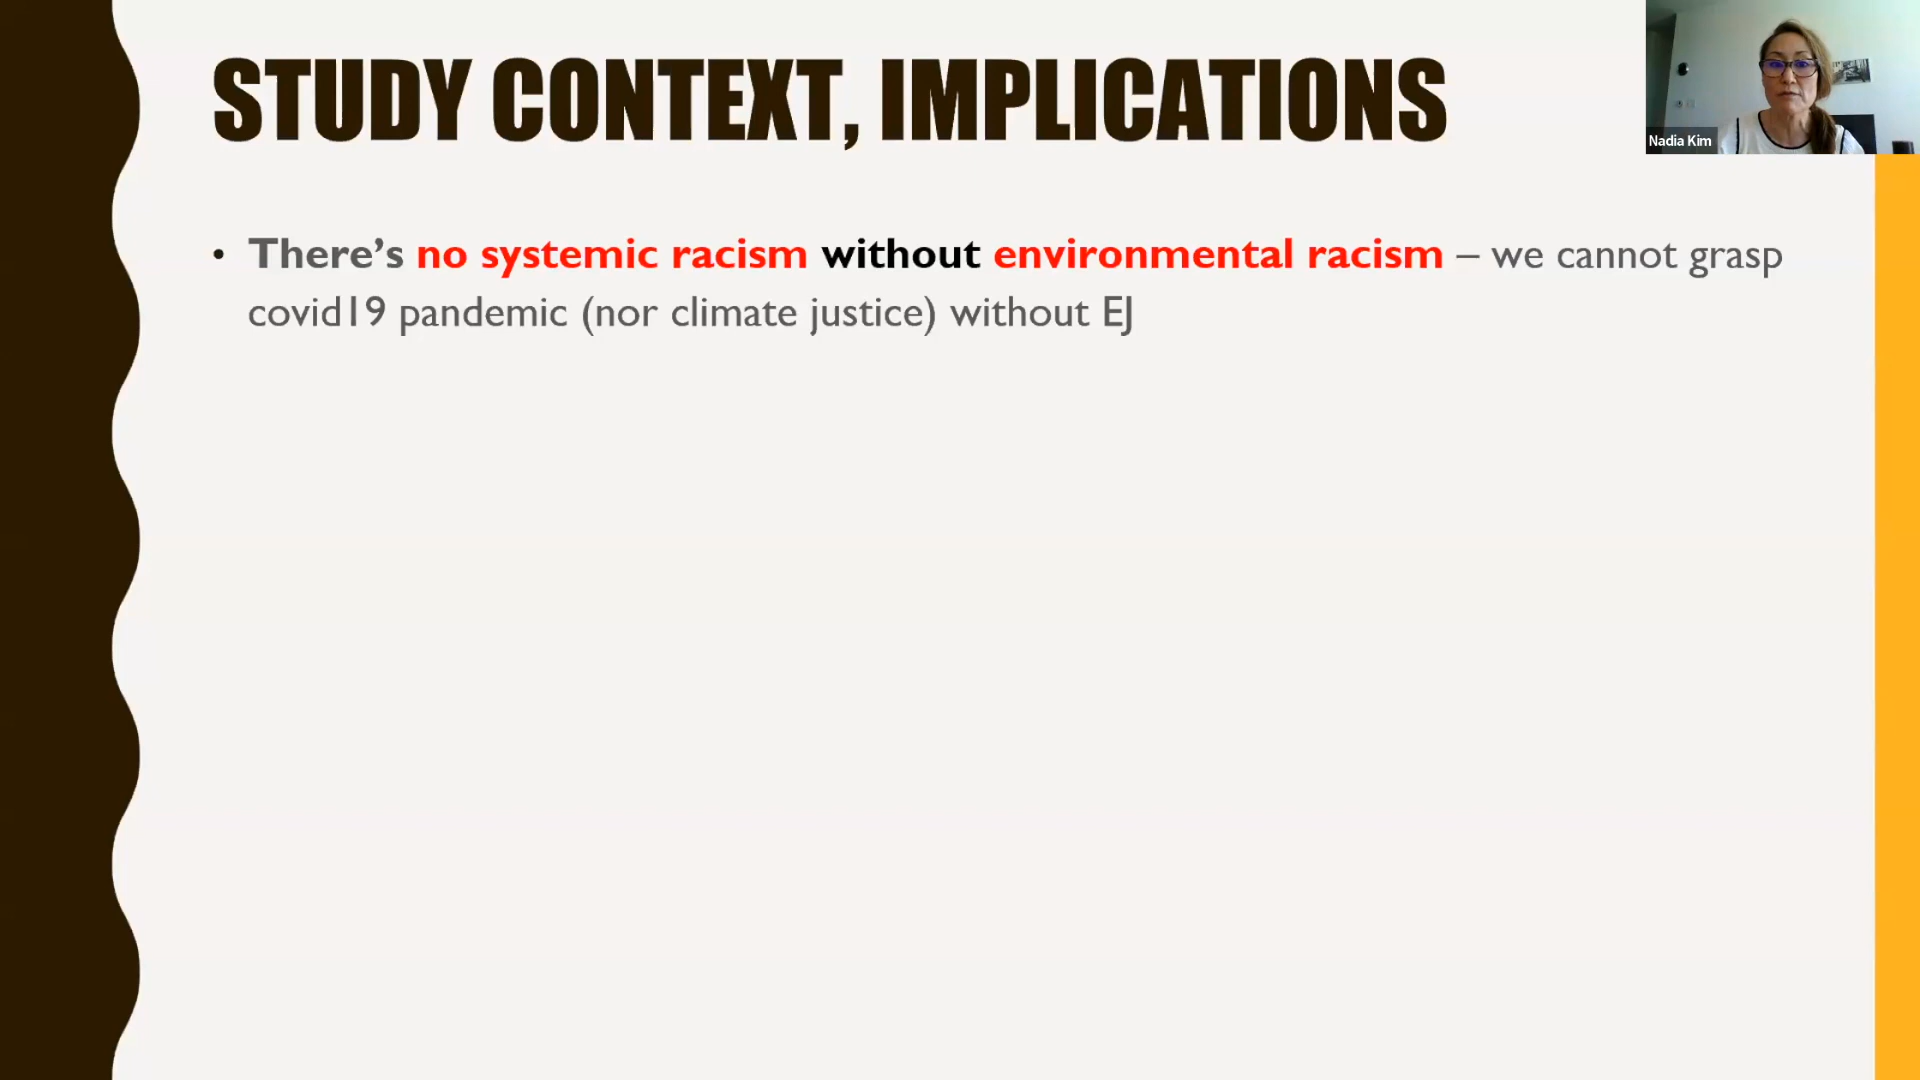 STUDY CONTEXT, IMPLICATIONS
Nadia Kim
• There’s no systemic racism without environmental racism – we cannot grasp
covid19 pandemic (nor climate justice) without EJ